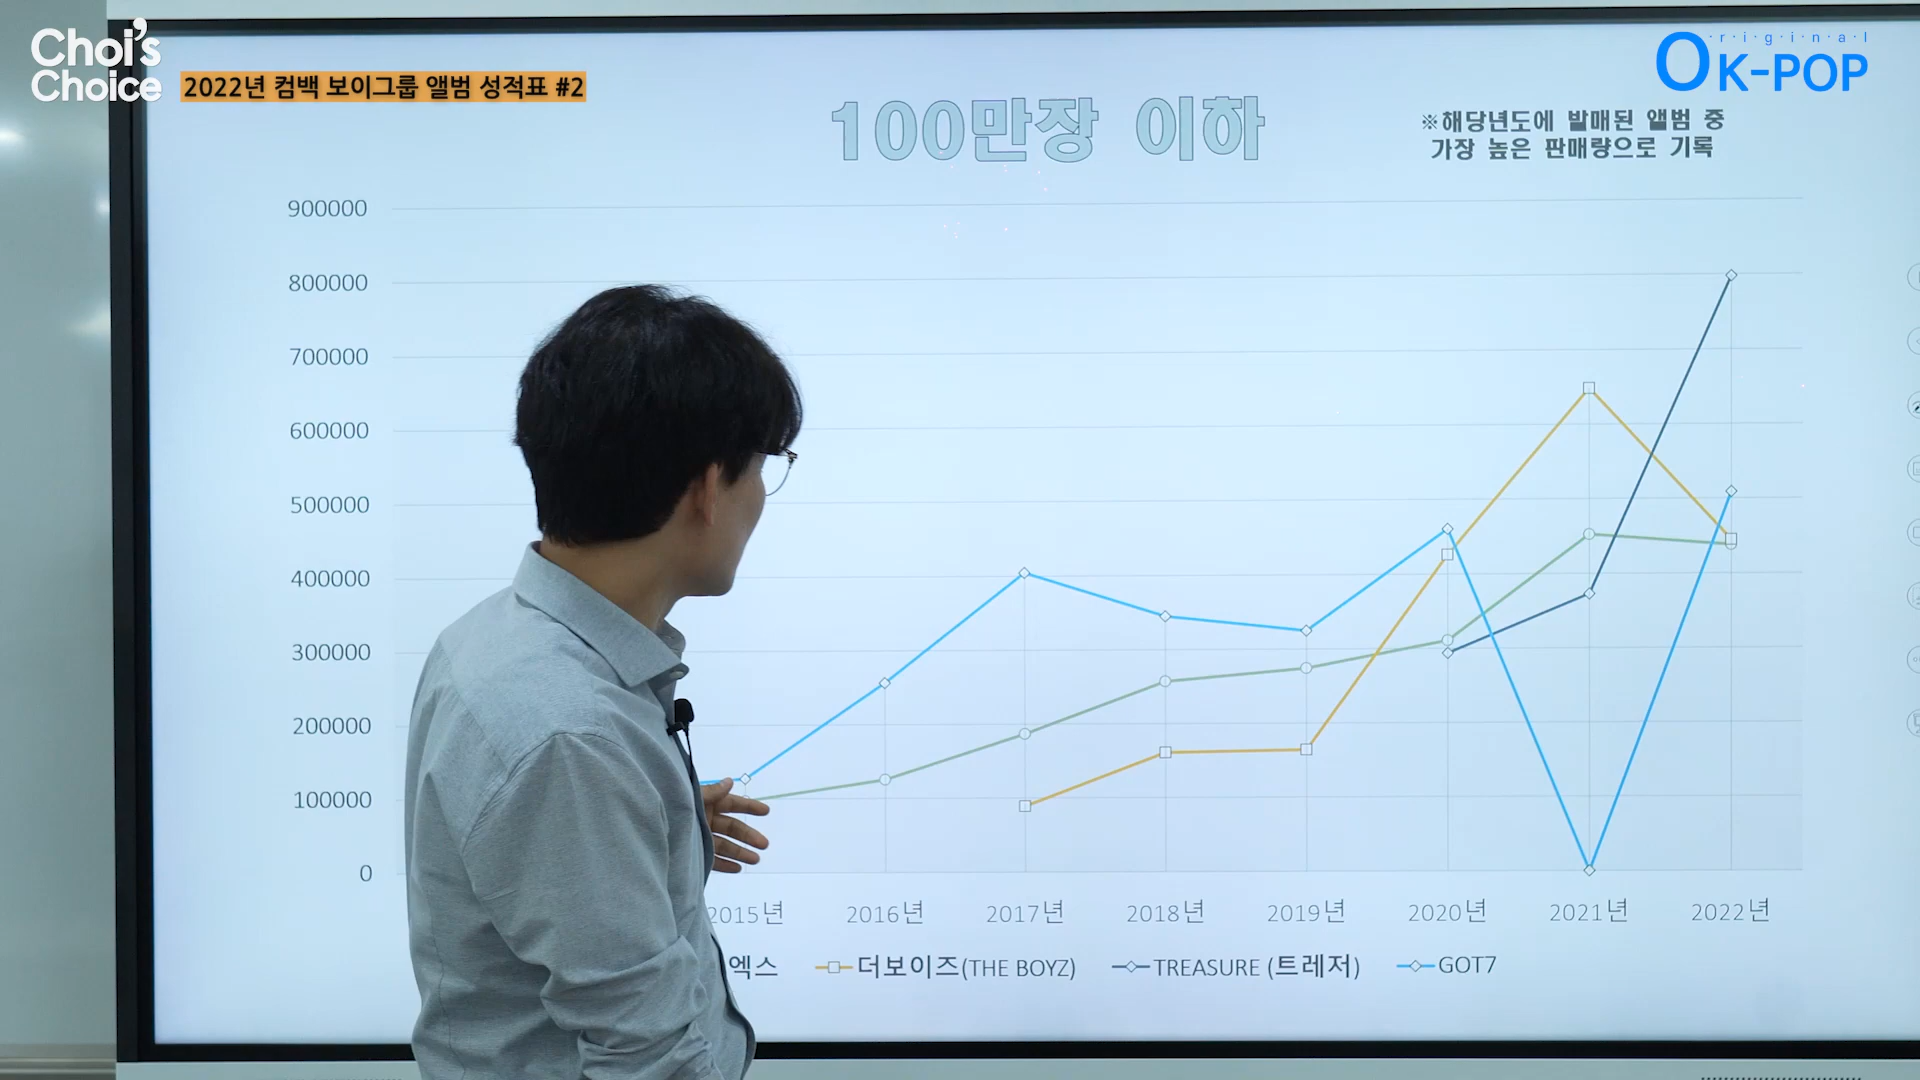 Choi's
Choice
2022년 컴백 보이그룹 앨범 성적표 #2
Original
K-POP
100만장 이하
※해당년도에 발매된 앨범 중
가장 높은 판매량으로 기록
900000
800000
700000
600000
500000
400000
300000
200000
100000
0
2015년 2016년 2017년 2018년 2019년 2020년 2021년 2022년
엑스 더보이즈(THE BOYZ) TREASURE (트레저) GOT7